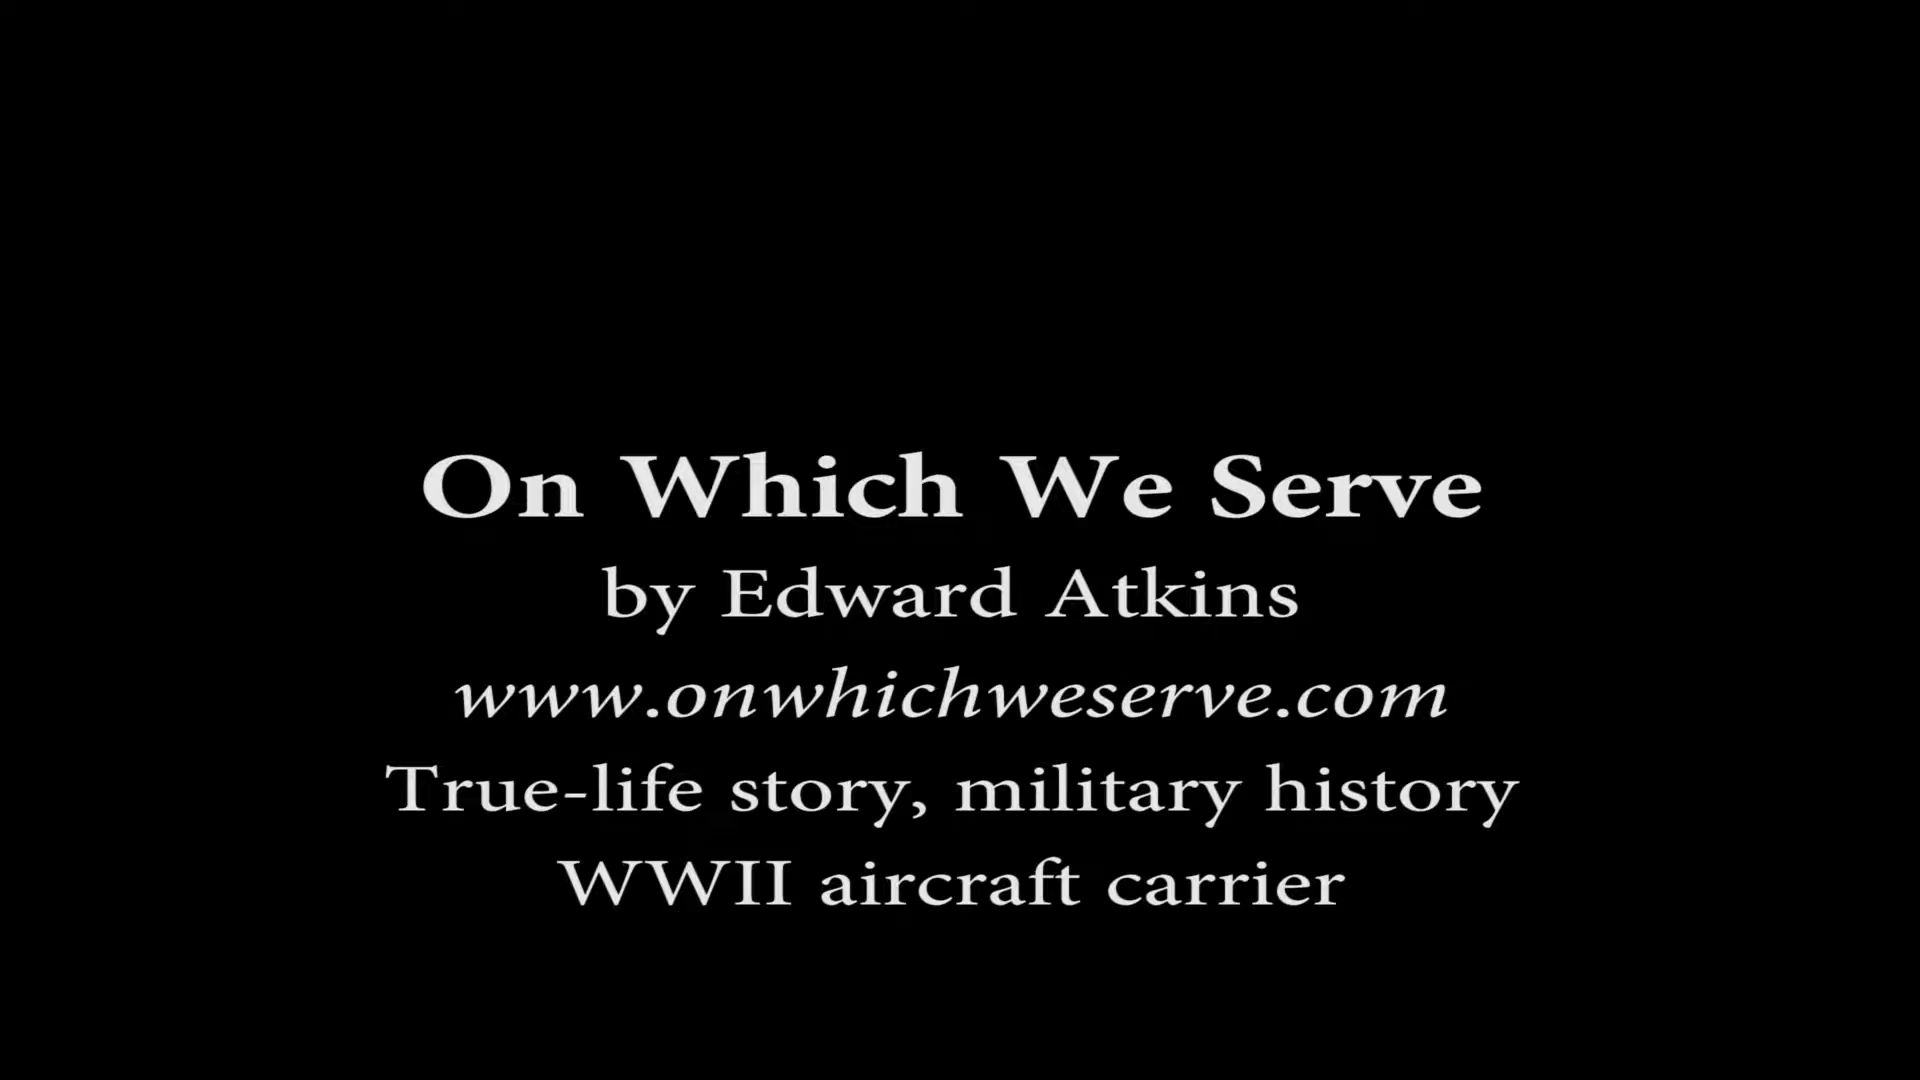 On Which We Serve
by Edward Atkins
www.onwhichweserve.com
True-life story, military history
WWII aircraft carrier